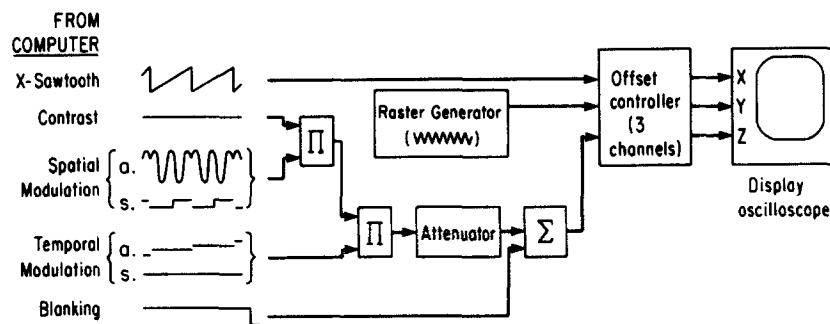 FROM
COMPUTER
X-Sawtooth
Contrast
Spatial
Modulation
a.
s.
Temporal
Modulation
a.
s.
Blanking
Π
Π
Raster Generator
Attenuator
Σ
Offset
controller
(3
channels)
X
Y
Z
Display
oscilloscope